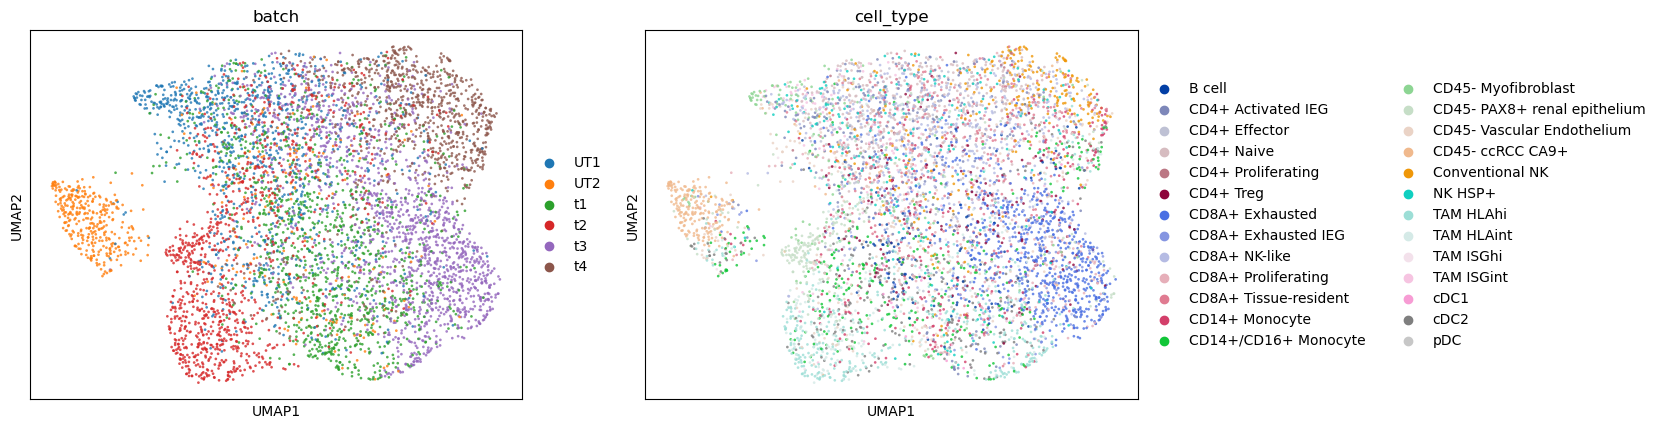 batch
UMAP2
UMAP1
UT1
UT2
t1
t2
t3
t4
cell_type
UMAP2
UMAP1
B cell
CD4+ Activated IEG
CD4+ Effector
CD4+ Naive
CD4+ Proliferating
CD4+ Treg
CD8A+ Exhausted
CD8A+ Exhausted IEG
CD8A+ NK-like
CD8A+ Proliferating
CD8A+ Tissue-resident
CD14+ Monocyte
CD14+/CD16+ Monocyte
CD45- Myofibroblast
CD45- PAX8+ renal epithelium
CD45- Vascular Endothelium
CD45- ccRCC CA9+
Conventional NK
NK HSP+
TAM HLAhi
TAM HLAint
TAM ISGhi
TAM ISGint
cDC1
cDC2
pDC